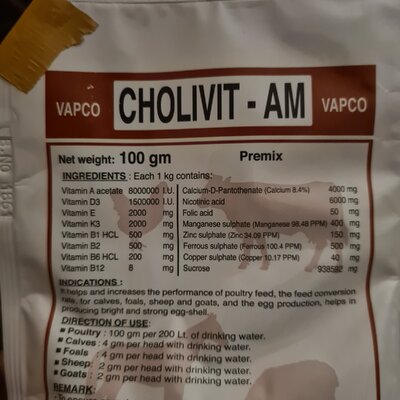 VAPCO CHOLIVIT - AM VAPCO
Net weight: 100 gm Premix
INGREDIENTS : Each 1 kg contains:
Vitamin A acetate 8000000 I.U. Calcium-D-Pantothenate (Calcium 8.4%) 4000 mg
Vitamin D3 1500000 I.U. Nicotinic acid 6000 mg
Vitamin E 2000 mg Folic acid 50 mg
Vitamin K3 2000 mg Manganese sulphate (Manganese 98.48 PPM) 400 mg
Vitamin B1 HCL 500 mg Zinc sulphate (Zinc 34.09 PPM) 150 mg
Vitamin B2 500 mg Ferrous sulphate (Ferrous 100.4 PPM) 500 mg
Vitamin B6 HCL 200 mg Copper sulphate (Copper 10.17 PPM) 40 mg
Vitamin B12 8 mg Sucrose 938582 mg
INDICATIONS :
It helps and increases the performance of poultry feed, the feed conversion
rate, for calves, foals, sheep and goats, and the egg production, helps in
producing bright and strong egg-shell.
DIRECTION OF USE:
■ Poultry : 100 gm per 200 Lt. of drinking water.
■ Calves : 4 gm per head with drinking water.
■ Foals : 4 gm per head with drinking water.
■ Sheep : 2 gm per head with drinking water.
■ Goats : 2 gm per head with drinking water.
REMARK: